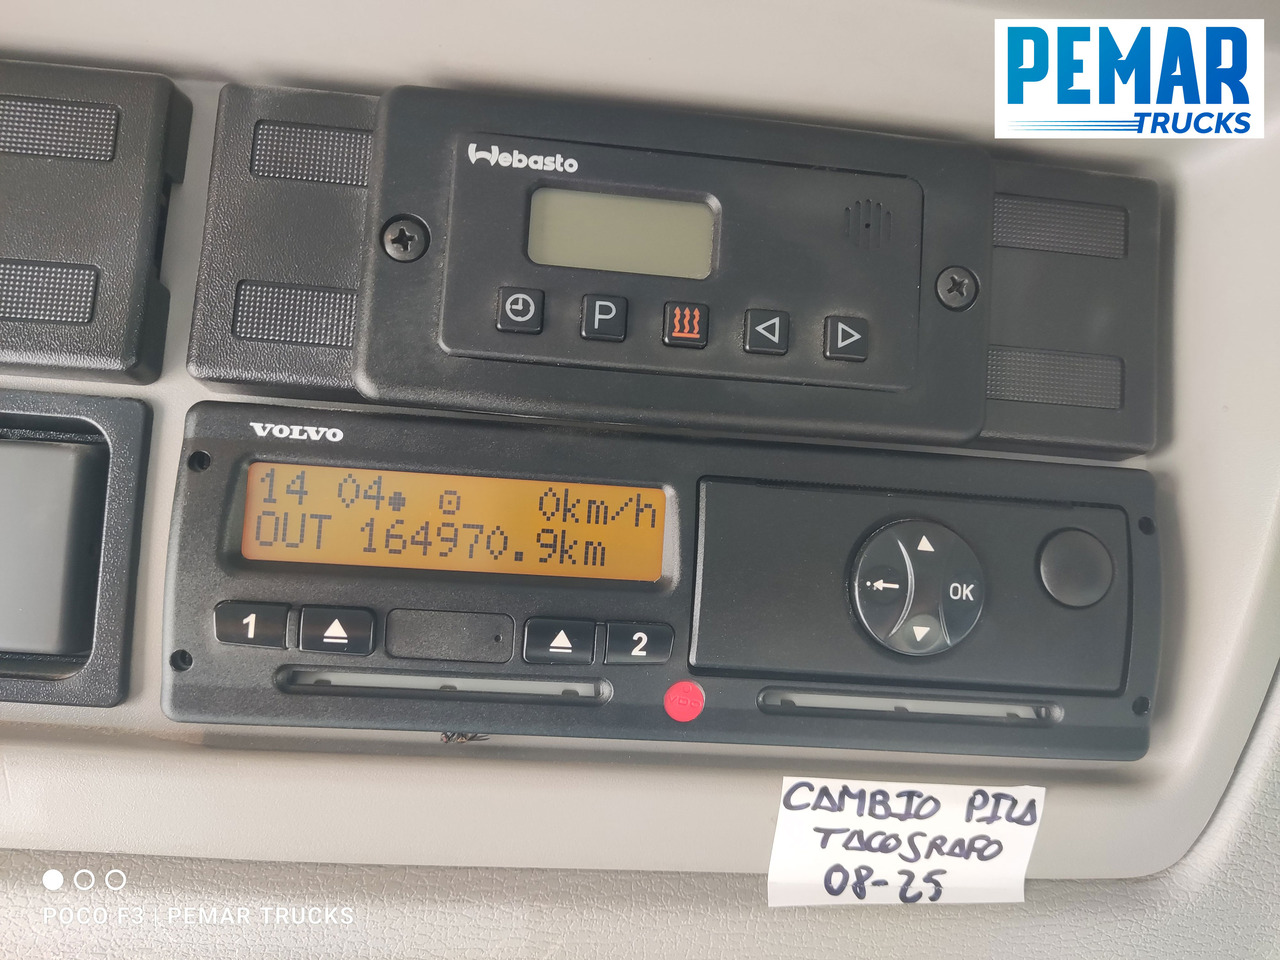 PEMAR
TRUCKS
Webasto
P
VOLVO
14 04 0km/h
OUT 164970.9km
1
2
OK
VDO
CAMBIO PILA
TACOGRAFO
08-25
POCO F3 | PEMAR TRUCKS